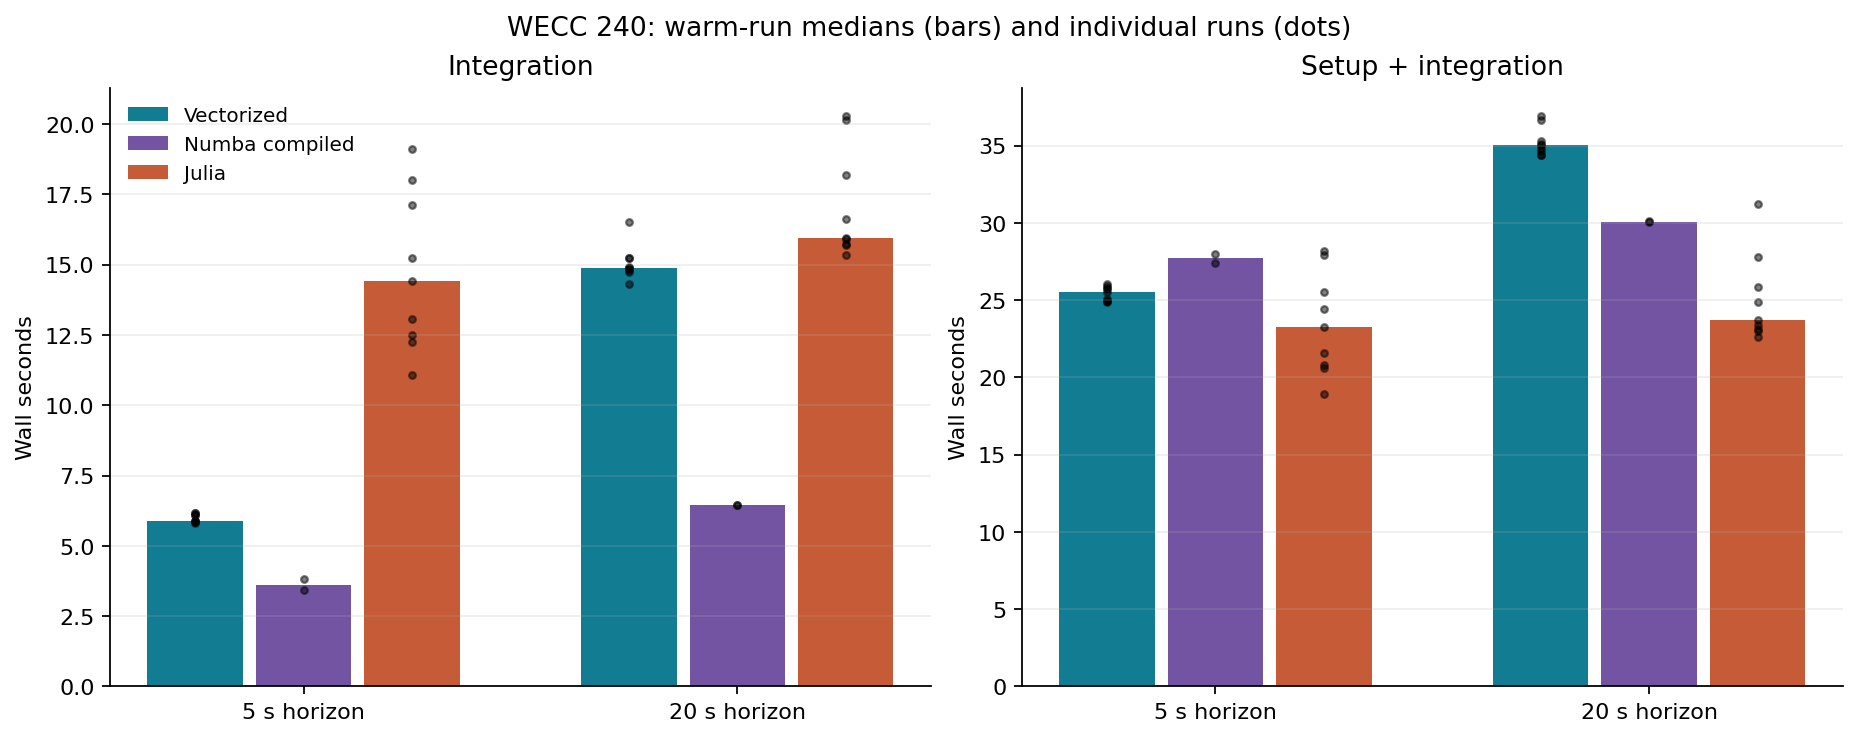 WECC 240: warm-run medians (bars) and individual runs (dots)
Integration
Vectorized
Numba compiled
Julia
Wall seconds
20.0
17.5
15.0
12.5
10.0
7.5
5.0
2.5
0.0
5 s horizon
20 s horizon
Setup + integration
Wall seconds
35
30
25
20
15
10
5
0
5 s horizon
20 s horizon